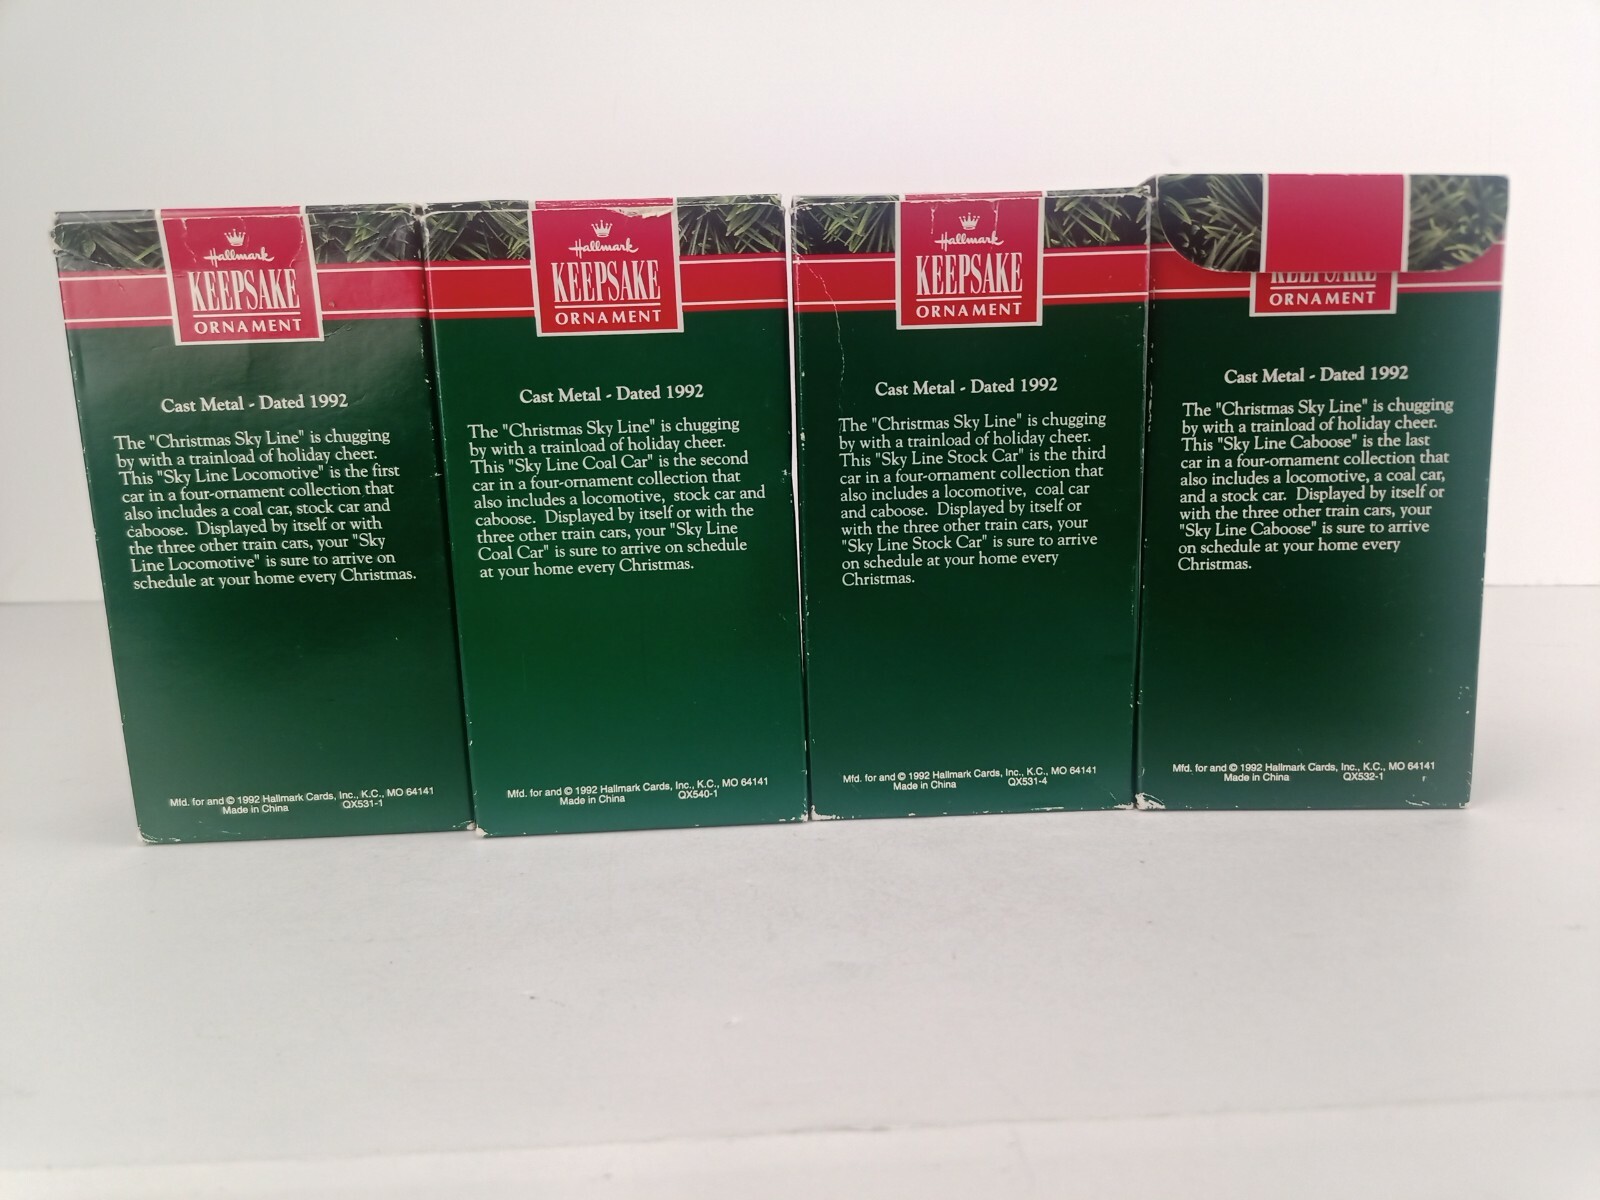 Hallmark
KEEPSAKE
ORNAMENT
Cast Metal - Dated 1992
The "Christmas Sky Line" is chugging
by with a trainload of holiday cheer.
This "Sky Line Locomotive" is the first
car in a four-ornament collection that
also includes a coal car, stock car and
caboose. Displayed by itself or with
the three other train cars, your "Sky
Line Locomotive" is sure to arrive on
schedule at your home every Christmas.
Mfd. for and © 1992 Hallmark Cards, Inc., K.C., MO 64141
Made in China QX531-1
Hallmark
KEEPSAKE
ORNAMENT
Cast Metal - Dated 1992
The "Christmas Sky Line" is chugging
by with a trainload of holiday cheer.
This "Sky Line Coal Car" is the second
car in a four-ornament collection that
also includes a locomotive, stock car and
caboose. Displayed by itself or with the
three other train cars, your "Sky Line
Coal Car" is sure to arrive on schedule
at your home every Christmas.
Mfd. for and © 1992 Hallmark Cards, Inc., K.C., MO 64141
Made in China QX540-1
Hallmark
KEEPSAKE
ORNAMENT
Cast Metal - Dated 1992
The "Christmas Sky Line" is chugging
by with a trainload of holiday cheer.
This "Sky Line Stock Car" is the third
car in a four-ornament collection that
also includes a locomotive, coal car
and caboose. Displayed by itself or
with the three other train cars, your
"Sky Line Stock Car" is sure to arrive
on schedule at your home every
Christmas.
Mfd. for and © 1992 Hallmark Cards, Inc., K.C., MO 64141
Made in China QX531-4
KEEPSAKE
ORNAMENT
Cast Metal - Dated 1992
The "Christmas Sky Line" is chugging
by with a trainload of holiday cheer.
This "Sky Line Caboose" is the last
car in a four-ornament collection that
also includes a locomotive, a coal car,
and a stock car. Displayed by itself or
with the three other train cars, your
"Sky Line Caboose" is sure to arrive
on schedule at your home every
Christmas.
Mfd. for and © 1992 Hallmark Cards, Inc., K.C., MO 64141
Made in China QX532-1